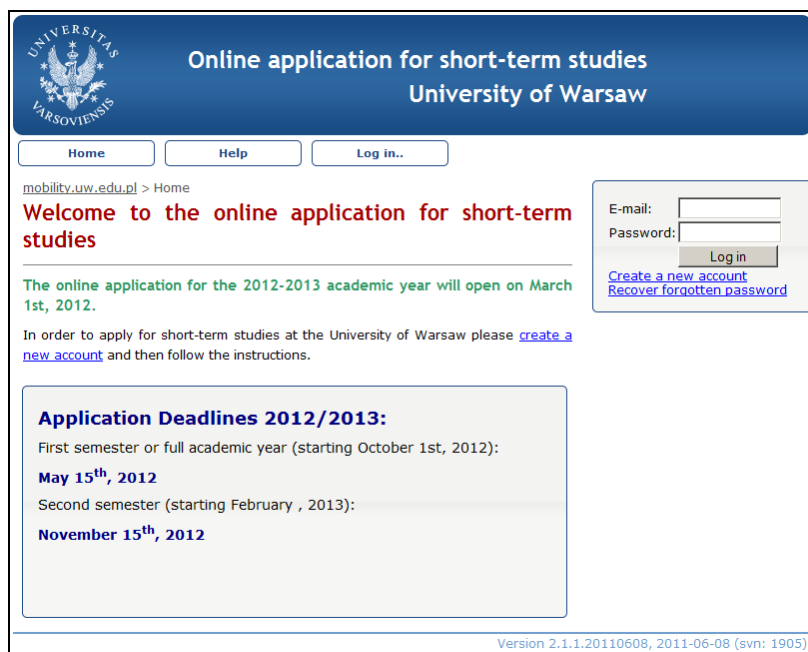 UNIVERSITAS
VARSOVIENSIS
Online application for short-term studies
University of Warsaw
Home
Help
Log in..
mobility.uw.edu.pl > Home
Welcome to the online application for short-term
studies
The online application for the 2012-2013 academic year will open on March
1st, 2012.
In order to apply for short-term studies at the University of Warsaw please create a
new account and then follow the instructions.
Application Deadlines 2012/2013:
First semester or full academic year (starting October 1st, 2012):
May 15th, 2012
Second semester (starting February , 2013):
November 15th, 2012
E-mail:
Password:
Log in
Create a new account
Recover forgotten password
Version 2.1.1.20110608, 2011-06-08 (svn: 1905)